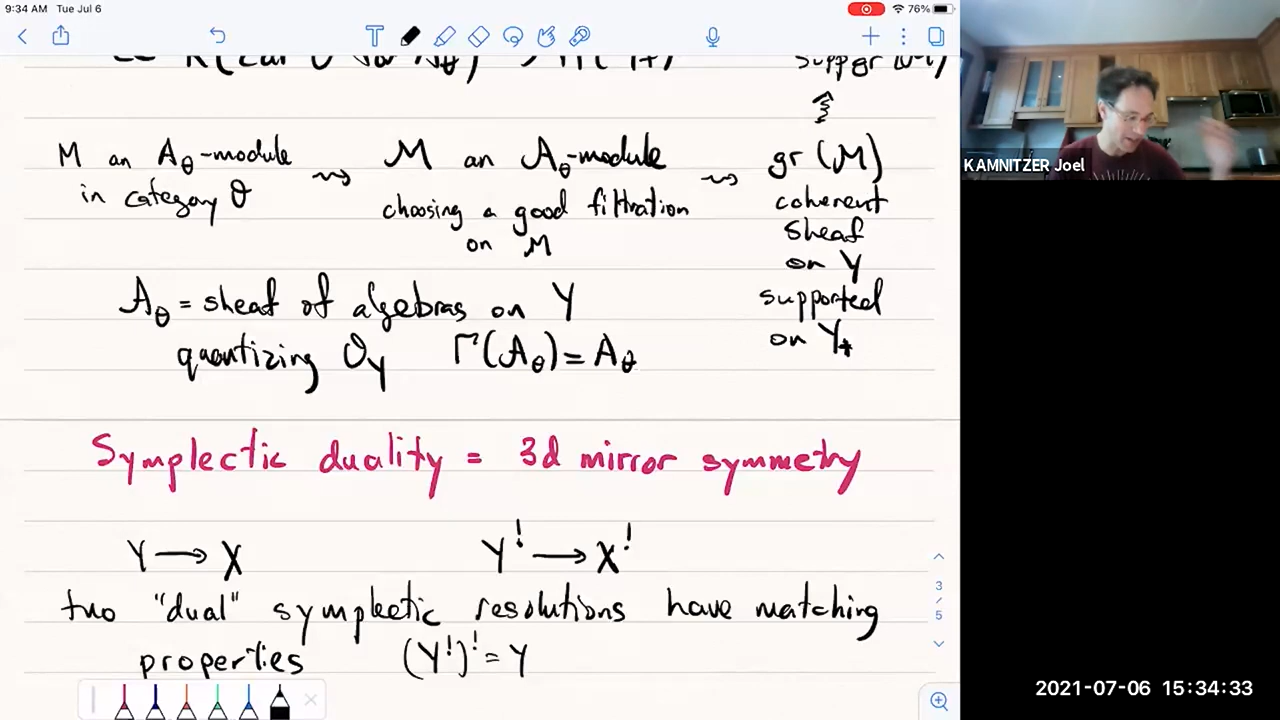 9:34 AM Tue Jul 6
76%
M an A_θ-module
in category O
⇝
M an A_θ-module
choosing a good filtration
on M
⇝
gr(M)
coherent
sheaf
on Y
supported
on Y₊
A_θ = sheaf of algebras on Y
quantizing O_Y Γ(A_θ) = A_θ
Symplectic duality = 3d mirror symmetry
Y → X Y^! → X^!
two "dual" symplectic resolutions have matching
properties (Y^!)^! = Y
3
/
5
KAMNITZER Joel
2021-07-06 15:34:33